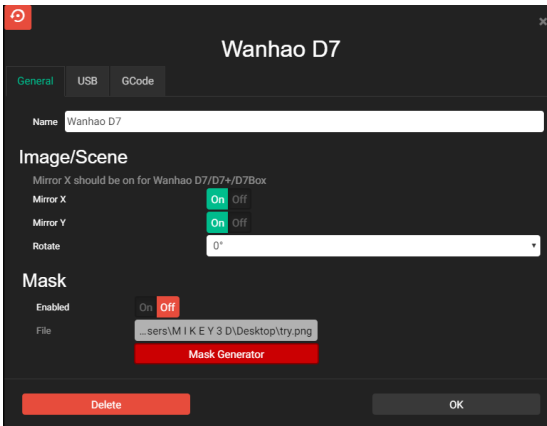 ×
Wanhao D7
General USB GCode
Name Wanhao D7
Image/Scene
Mirror X should be on for Wanhao D7/D7+/D7Box
Mirror X On Off
Mirror Y On Off
Rotate 0°
Mask
Enabled On Off
File ...sers\M I K E Y 3 D\Desktop\try.png
Mask Generator
Delete OK